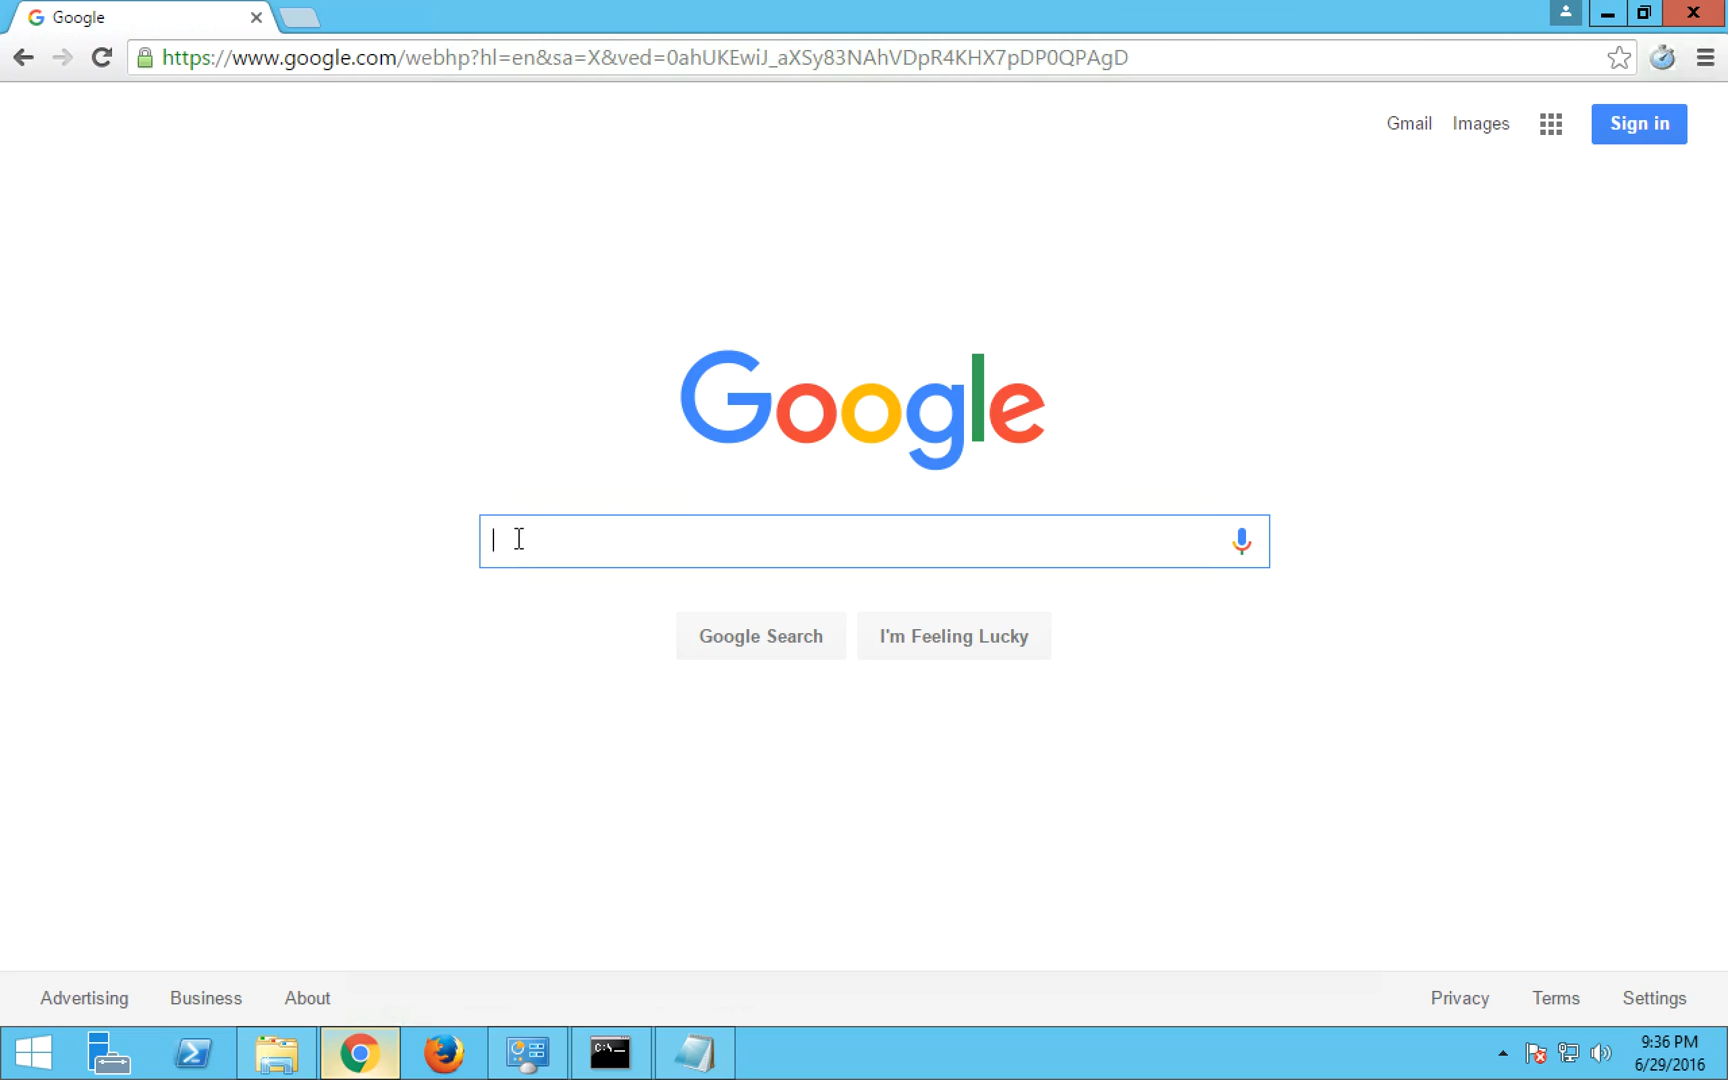 Google
https://www.google.com/webhp?hl=en&sa=X&ved=0ahUKEwiJ_aXSy83NAhVDpR4KHX7pDP0QPAgD
Gmail Images Sign in
Google
Google Search I'm Feeling Lucky
Advertising Business About Privacy Terms Settings
C:\_
9:36 PM
6/29/2016